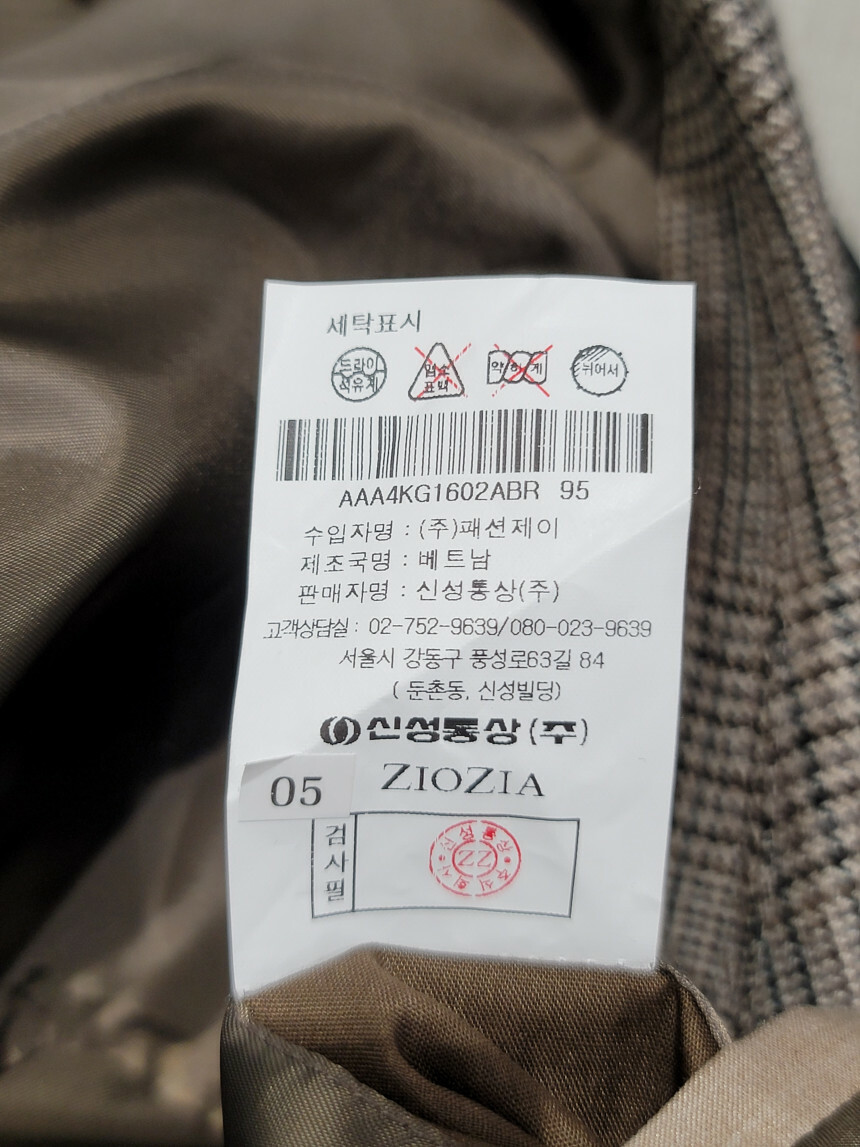 세탁표시
드라이
석유계
염소
표백
약하게
뉘어서
AAA4KG1602ABR 95
수입자명 : (주)패션제이
제조국명 : 베트남
판매자명 : 신성통상(주)
고객상담실 : 02-752-9639/080-023-9639
서울시 강동구 풍성로63길 84
( 둔촌동, 신성빌딩)
신성통상(주)
ZIOZIA
05
검사필
ZZ